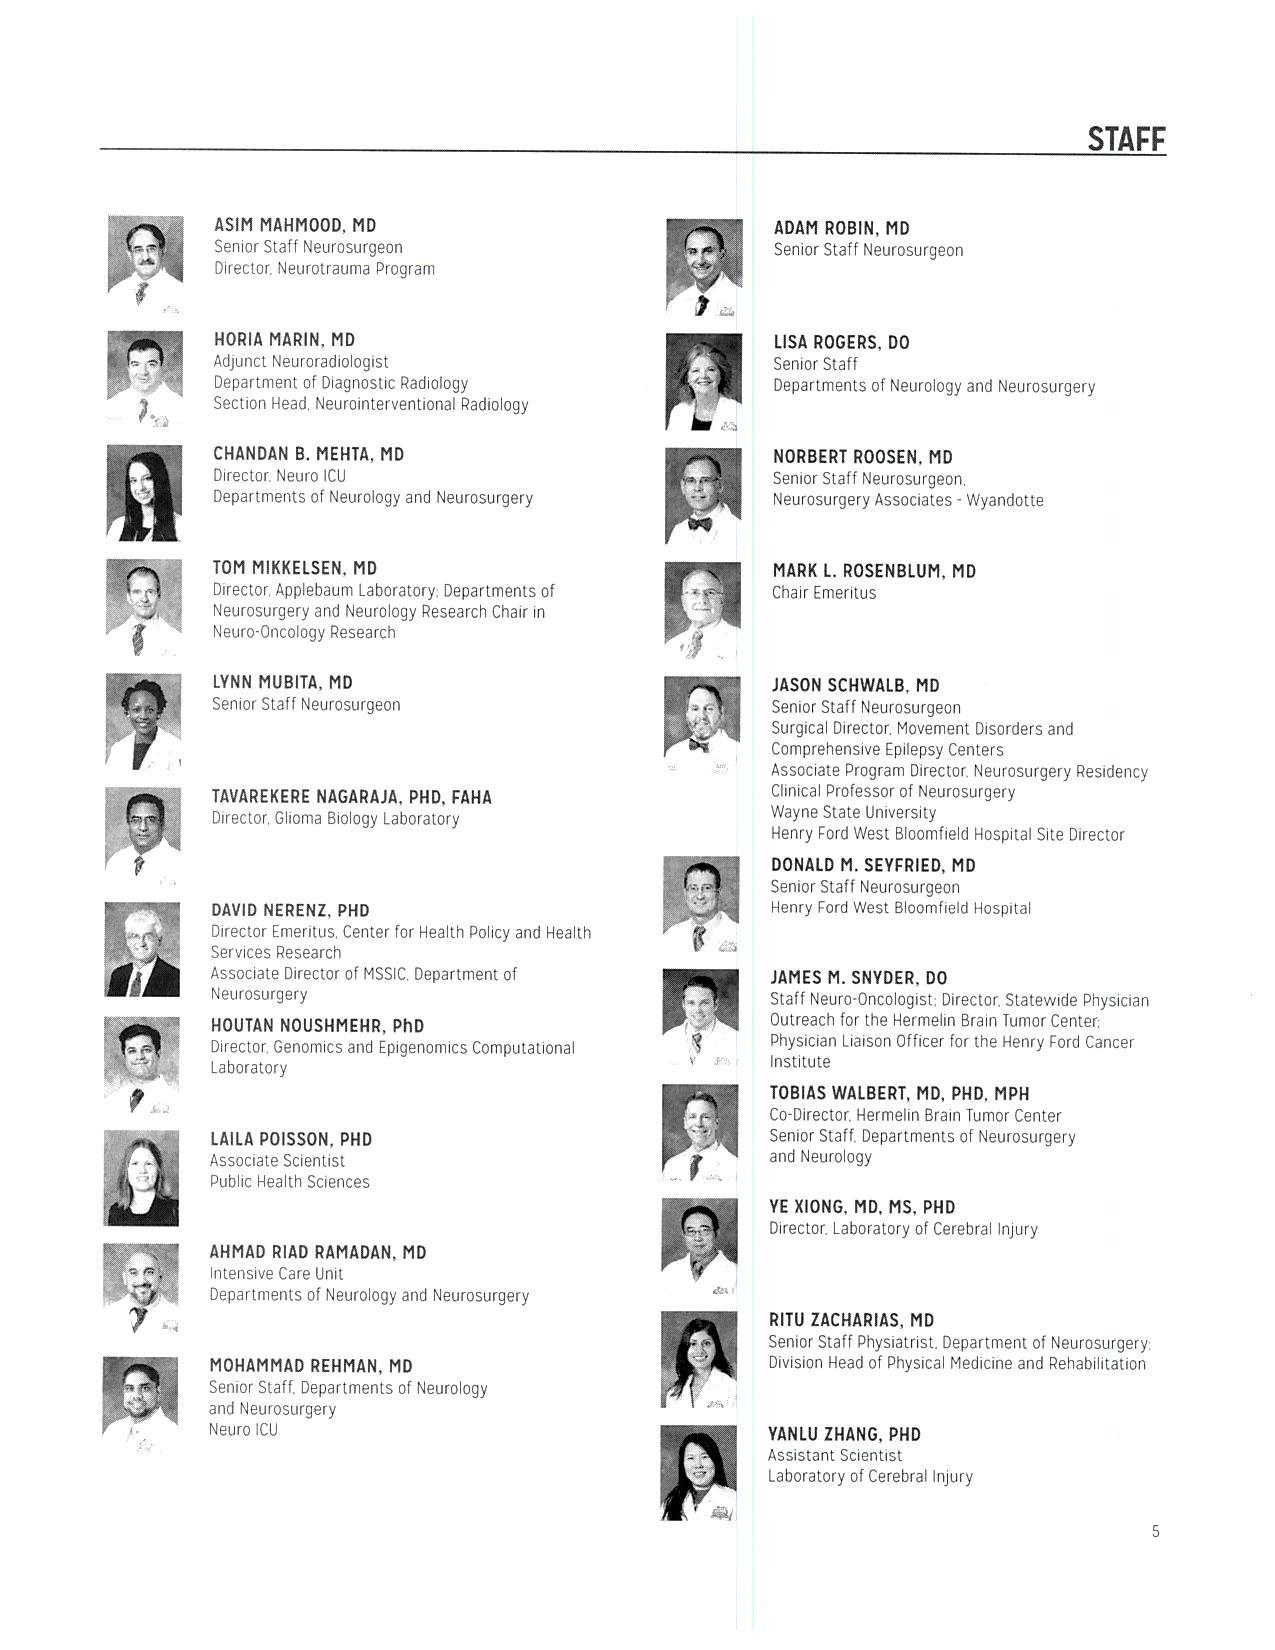 STAFF
ASIM MAHMOOD, MD
Senior Staff Neurosurgeon
Director, Neurotrauma Program
HORIA MARIN, MD
Adjunct Neuroradiologist
Department of Diagnostic Radiology
Section Head, Neurointerventional Radiology
CHANDAN B. MEHTA, MD
Director, Neuro ICU
Departments of Neurology and Neurosurgery
TOM MIKKELSEN, MD
Director, Applebaum Laboratory; Departments of
Neurosurgery and Neurology Research Chair in
Neuro-Oncology Research
LYNN MUBITA, MD
Senior Staff Neurosurgeon
TAVAREKERE NAGARAJA, PHD, FAHA
Director, Glioma Biology Laboratory
DAVID NERENZ, PHD
Director Emeritus, Center for Health Policy and Health
Services Research
Associate Director of MSSIC, Department of
Neurosurgery
HOUTAN NOUSHMEHR, PhD
Director, Genomics and Epigenomics Computational
Laboratory
LAILA POISSON, PHD
Associate Scientist
Public Health Sciences
AHMAD RIAD RAMADAN, MD
Intensive Care Unit
Departments of Neurology and Neurosurgery
MOHAMMAD REHMAN, MD
Senior Staff, Departments of Neurology
and Neurosurgery
Neuro ICU
ADAM ROBIN, MD
Senior Staff Neurosurgeon
LISA ROGERS, DO
Senior Staff
Departments of Neurology and Neurosurgery
NORBERT ROOSEN, MD
Senior Staff Neurosurgeon,
Neurosurgery Associates - Wyandotte
MARK L. ROSENBLUM, MD
Chair Emeritus
JASON SCHWALB, MD
Senior Staff Neurosurgeon
Surgical Director, Movement Disorders and
Comprehensive Epilepsy Centers
Associate Program Director, Neurosurgery Residency
Clinical Professor of Neurosurgery
Wayne State University
Henry Ford West Bloomfield Hospital Site Director
DONALD M. SEYFRIED, MD
Senior Staff Neurosurgeon
Henry Ford West Bloomfield Hospital
JAMES M. SNYDER, DO
Staff Neuro-Oncologist; Director, Statewide Physician
Outreach for the Hermelin Brain Tumor Center;
Physician Liaison Officer for the Henry Ford Cancer
Institute
TOBIAS WALBERT, MD, PHD, MPH
Co-Director, Hermelin Brain Tumor Center
Senior Staff, Departments of Neurosurgery
and Neurology
YE XIONG, MD, MS, PHD
Director, Laboratory of Cerebral Injury
RITU ZACHARIAS, MD
Senior Staff Physiatrist, Department of Neurosurgery;
Division Head of Physical Medicine and Rehabilitation
YANLU ZHANG, PHD
Assistant Scientist
Laboratory of Cerebral Injury
5